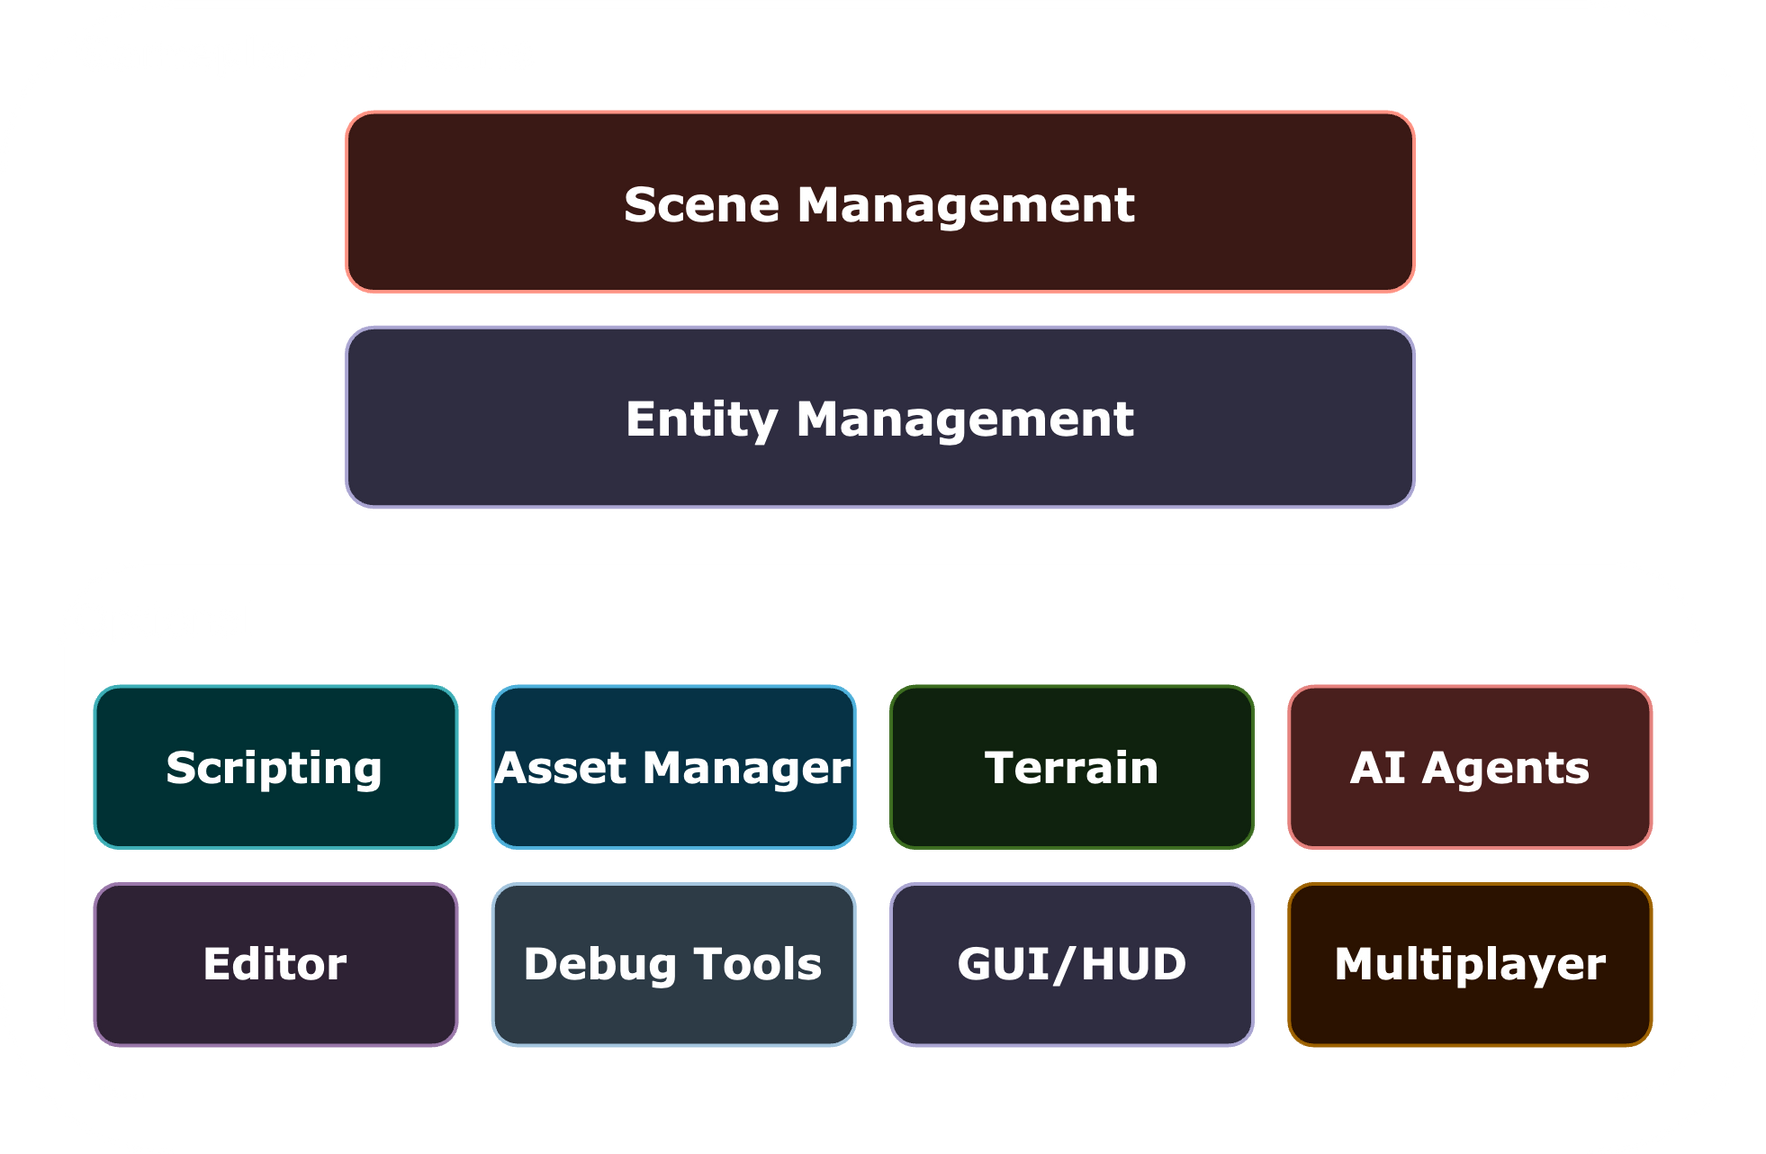 Scene Management
Entity Management
Scripting
Asset Manager
Terrain
AI Agents
Editor
Debug Tools
GUI/HUD
Multiplayer